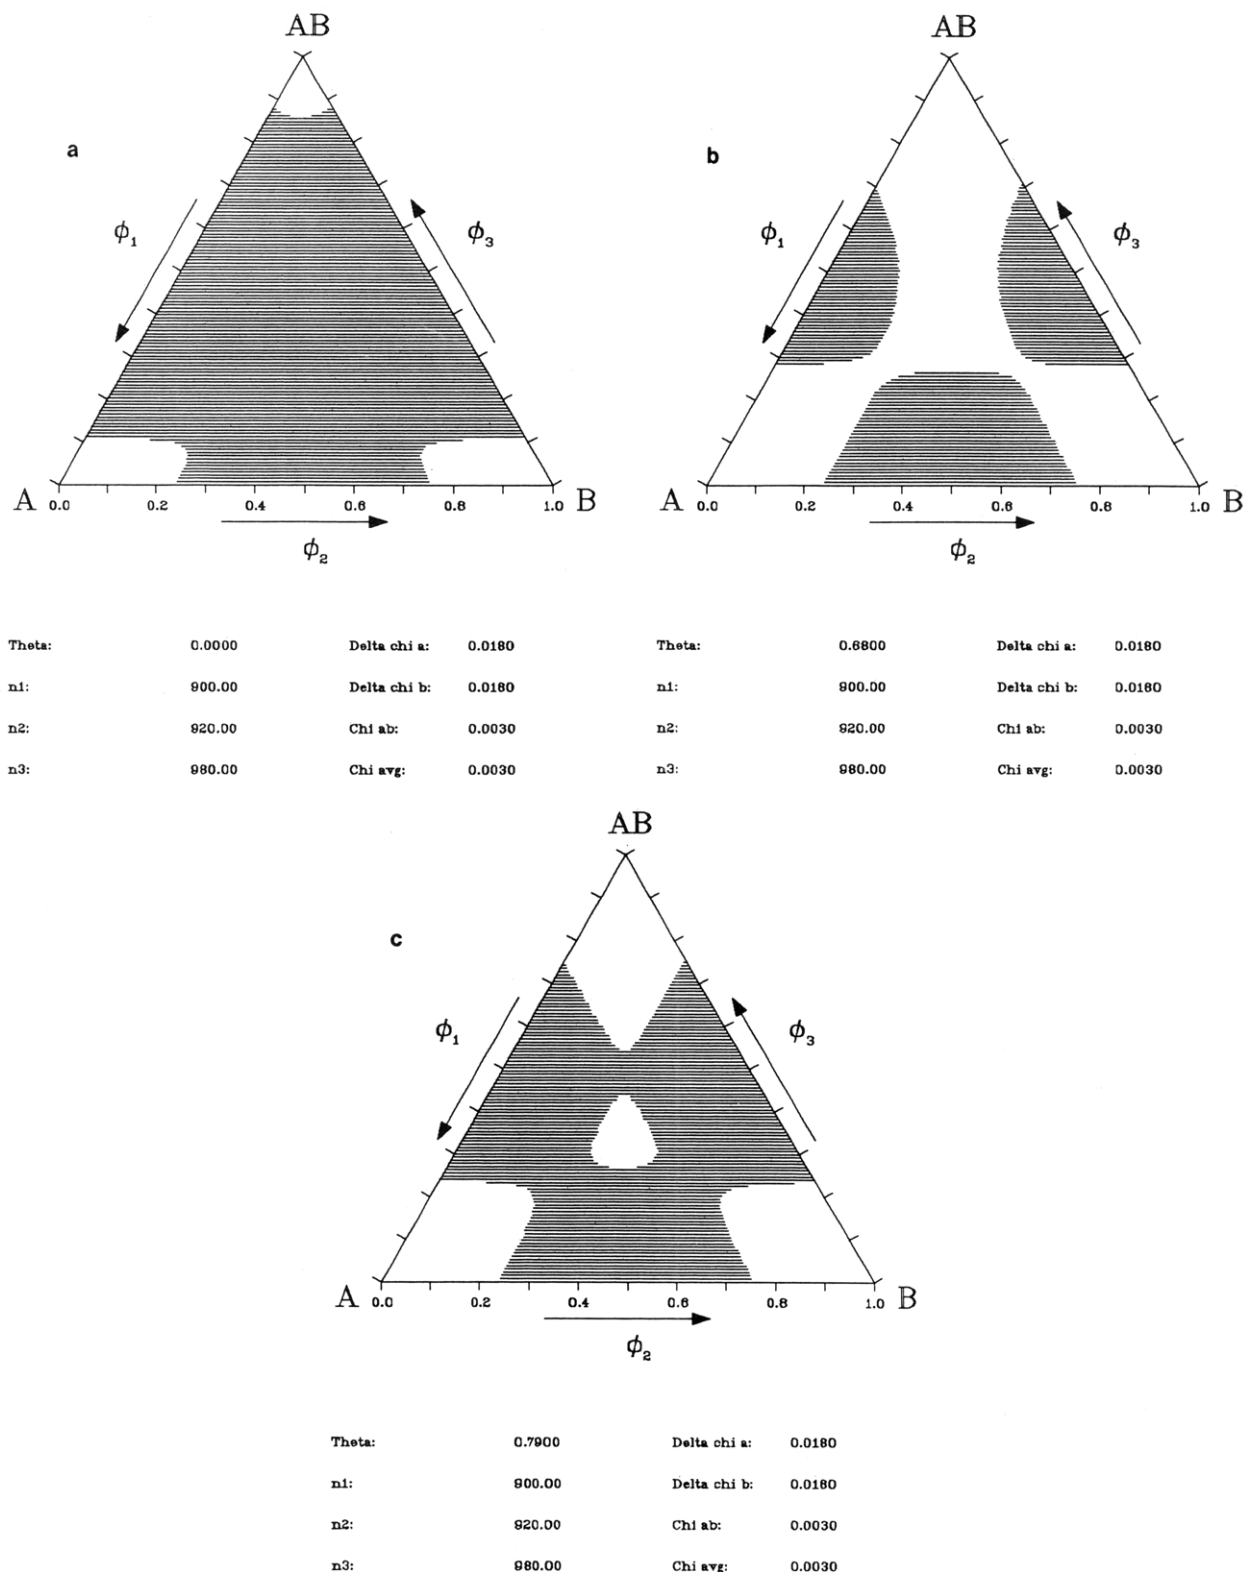 AB
a
ϕ1
ϕ3
A 0.0 0.2 0.4 0.6 0.8 1.0 B
ϕ2
Theta: 0.0000 Delta chi a: 0.0180
n1: 900.00 Delta chi b: 0.0180
n2: 920.00 Chi ab: 0.0030
n3: 980.00 Chi avg: 0.0030
AB
b
ϕ1
ϕ3
A 0.0 0.2 0.4 0.6 0.8 1.0 B
ϕ2
Theta: 0.6800 Delta chi a: 0.0180
n1: 900.00 Delta chi b: 0.0180
n2: 920.00 Chi ab: 0.0030
n3: 980.00 Chi avg: 0.0030
AB
c
ϕ1
ϕ3
A 0.0 0.2 0.4 0.6 0.8 1.0 B
ϕ2
Theta: 0.7900 Delta chi a: 0.0180
n1: 900.00 Delta chi b: 0.0180
n2: 920.00 Chi ab: 0.0030
n3: 980.00 Chi avg: 0.0030